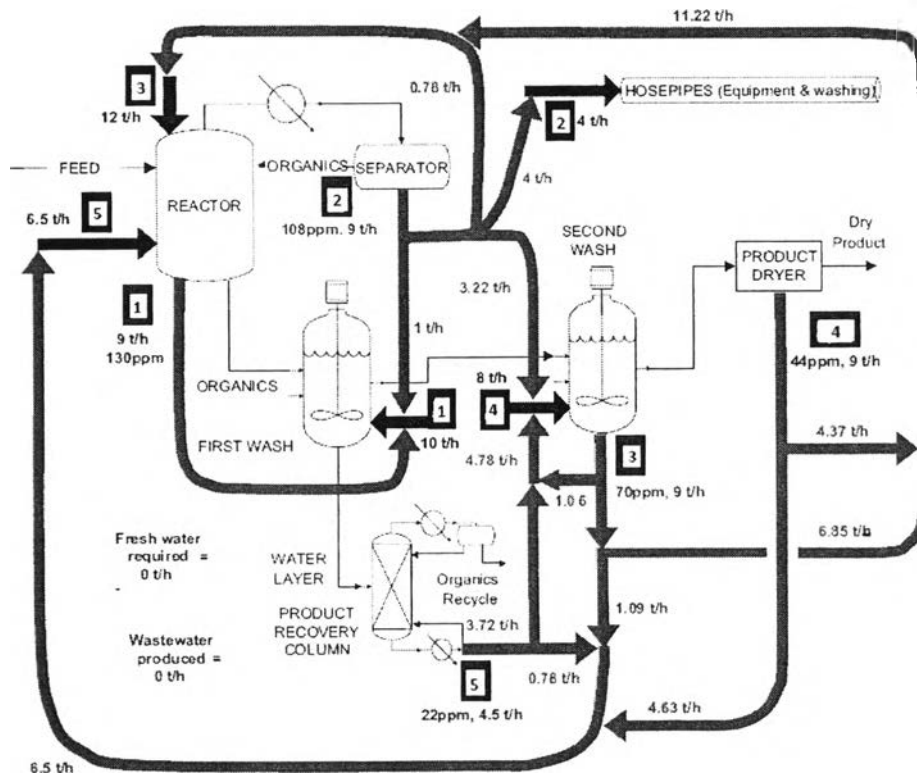 11.22 t/h
3
0.78 t/h
HOSEPIPES (Equipment & washing)
12 t/h
2
4 t/h
FEED
ORGANICS
SEPARATOR
4 t/h
6.5 t/h
5
REACTOR
2
108ppm. 9 t/h
SECOND
WASH
Dry
Product
PRODUCT
DRYER
3.22 t/h
1
9 t/h
130ppm
1 t/h
4
44ppm, 9 t/h
ORGANICS
8 t/h
1
4
10 t/h
FIRST WASH
4.78 t/h
3
4.37 t/h
70ppm, 9 t/h
1.06
6.85 t/h
Fresh water
required =
0 t/h
WATER
LAYER
Organics
Recycle
PRODUCT
RECOVERY
COLUMN
3.72 t/h
1.09 t/h
Wastewater
produced =
0 t/h
5
0.78 t/h
22ppm, 4.5 t/h
4.63 t/h
6.5 t/h